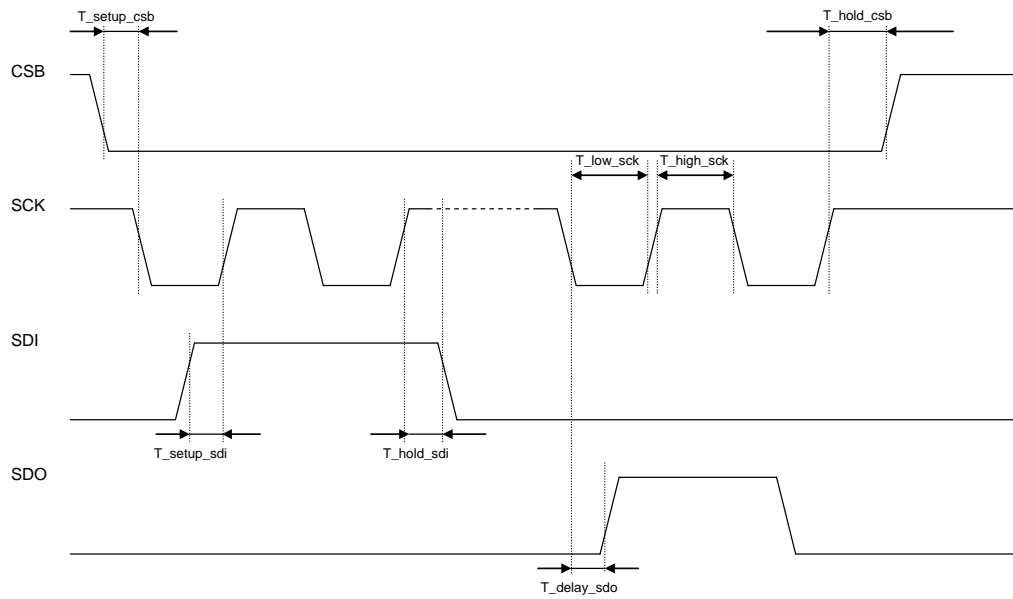 T_setup_csb
T_hold_csb
CSB
T_low_sck
T_high_sck
SCK
SDI
T_setup_sdi
T_hold_sdi
SDO
T_delay_sdo